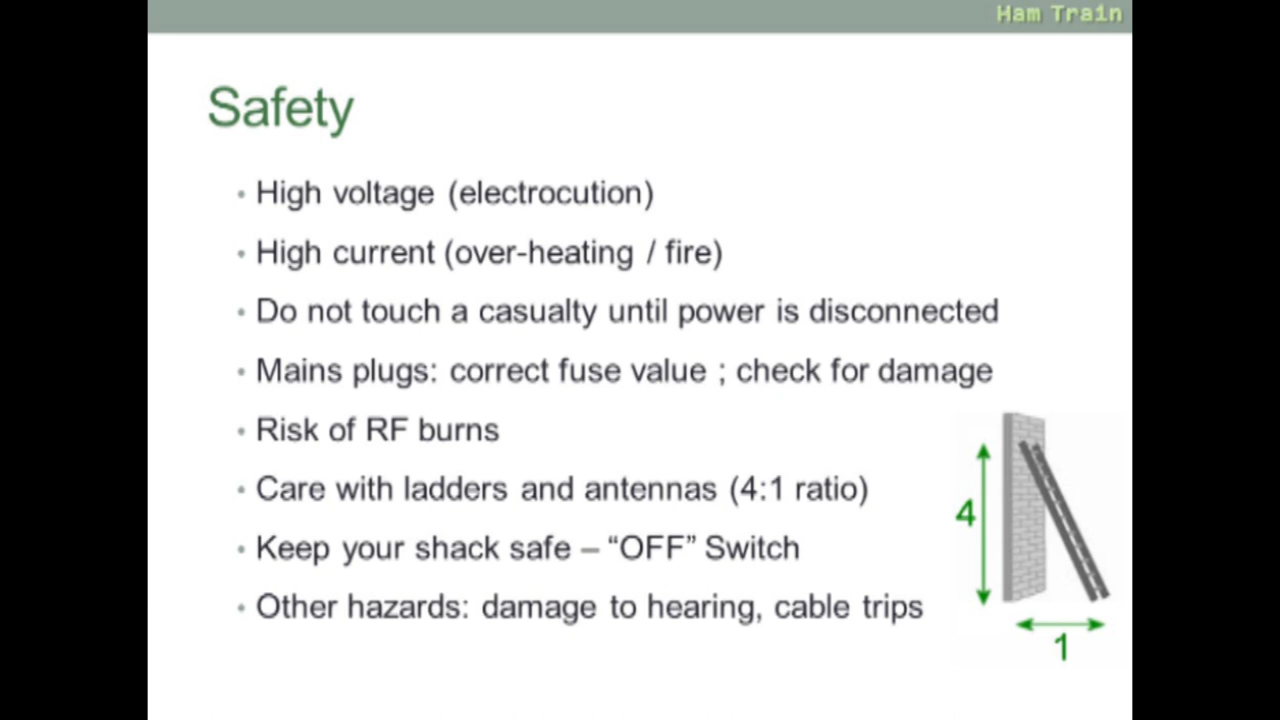 Ham Train
Safety
• High voltage (electrocution)
• High current (over-heating / fire)
• Do not touch a casualty until power is disconnected
• Mains plugs: correct fuse value ; check for damage
• Risk of RF burns
• Care with ladders and antennas (4:1 ratio)
• Keep your shack safe – “OFF” Switch
• Other hazards: damage to hearing, cable trips
4
1